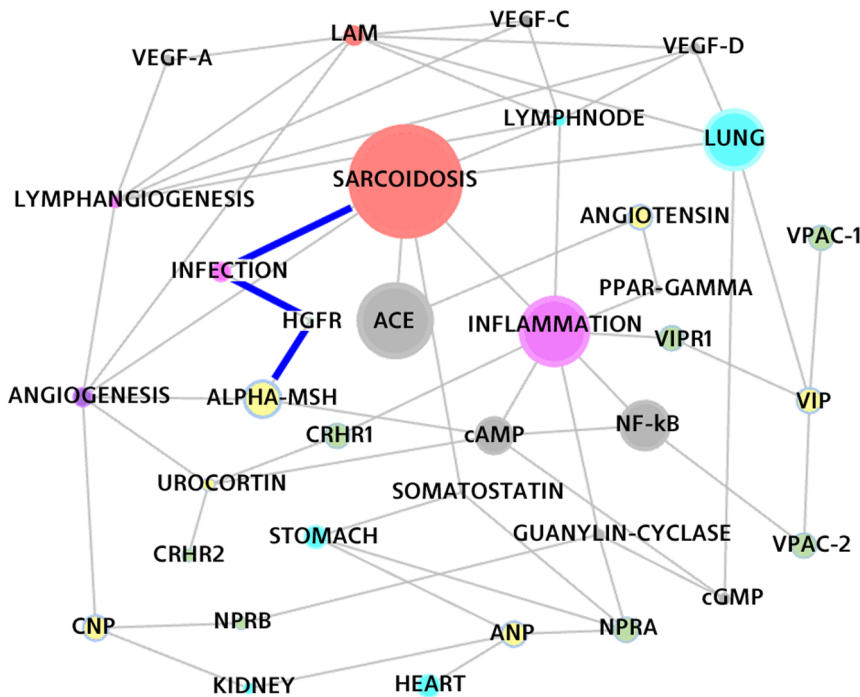 VEGF-C
LAM
VEGF-D
VEGF-A
LYMPHNODE
LUNG
SARCOIDOSIS
LYMPHANGIOGENESIS
ANGIOTENSIN
VPAC-1
INFECTION
PPAR-GAMMA
HGFR
ACE
INFLAMMATION
VIPR1
ANGIOGENESIS
ALPHA-MSH
VIP
CRHR1
cAMP
NF-kB
UROCORTIN
SOMATOSTATIN
STOMACH
GUANYLIN-CYCLASE
VPAC-2
CRHR2
cGMP
CNP
NPRB
ANP
NPRA
KIDNEY
HEART